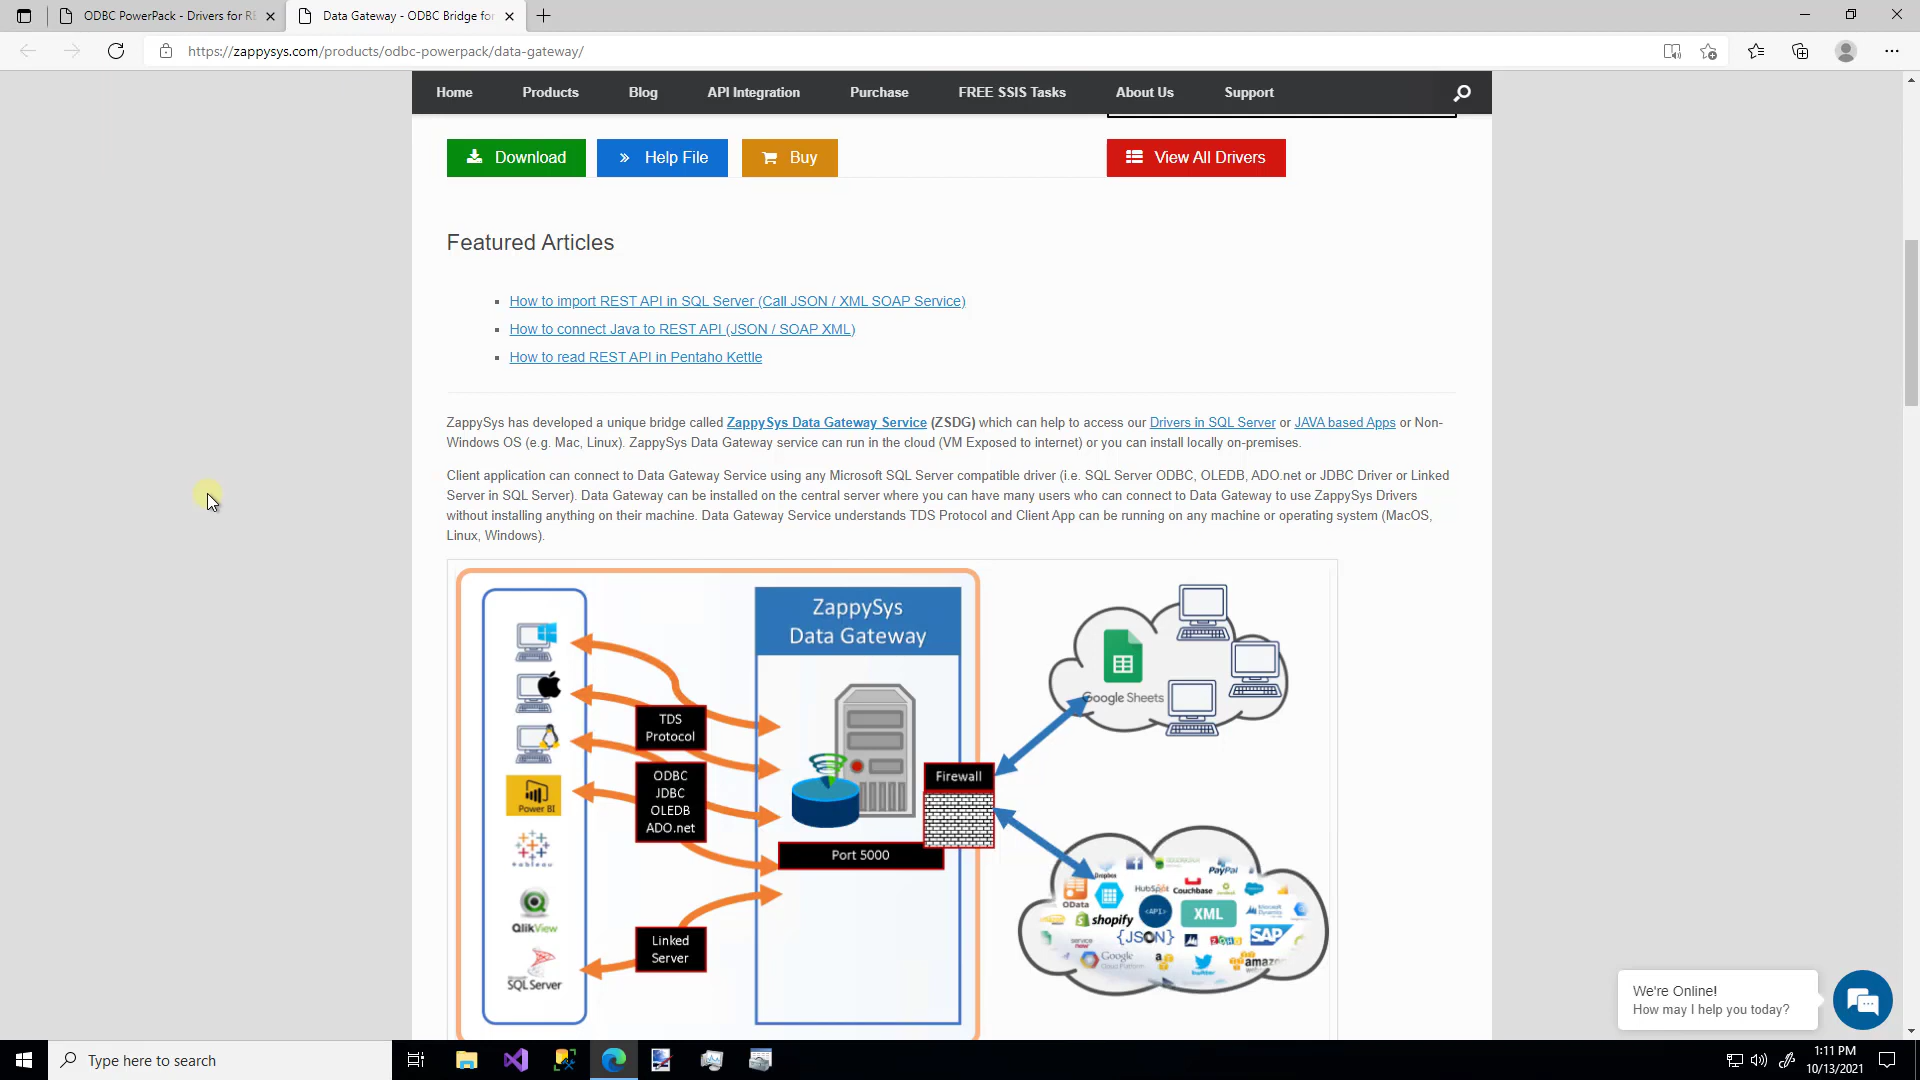 ODBC PowerPack - Drivers for RE
Data Gateway - ODBC Bridge for
https://zappysys.com/products/odbc-powerpack/data-gateway/
Home Products Blog API Integration Purchase FREE SSIS Tasks About Us Support
Download Help File Buy View All Drivers
Featured Articles
How to import REST API in SQL Server (Call JSON / XML SOAP Service)
How to connect Java to REST API (JSON / SOAP XML)
How to read REST API in Pentaho Kettle
ZappySys has developed a unique bridge called ZappySys Data Gateway Service (ZSDG) which can help to access our Drivers in SQL Server or JAVA based Apps or Non-
Windows OS (e.g. Mac, Linux). ZappySys Data Gateway service can run in the cloud (VM Exposed to internet) or you can install locally on-premises.
Client application can connect to Data Gateway Service using any Microsoft SQL Server compatible driver (i.e. SQL Server ODBC, OLEDB, ADO.net or JDBC Driver or Linked
Server in SQL Server). Data Gateway can be installed on the central server where you can have many users who can connect to Data Gateway to use ZappySys Drivers
without installing anything on their machine. Data Gateway Service understands TDS Protocol and Client App can be running on any machine or operating system (MacOS,
Linux, Windows).
ZappySys
Data Gateway
TDS
Protocol
ODBC
JDBC
OLEDB
ADO.net
Linked
Server
Power BI
tableau
QlikView
Microsoft
SQL Server
Port 5000
Firewall
Google Sheets
Dropbox
PayPal
HubSpot
Couchbase
OData
shopify
<API>
XML
{JSON}
ZOHO
SAP
service
now
Google
Cloud Platform
Twitter
amazon
We're Online!
How may I help you today?
Type here to search
1:11 PM
10/13/2021